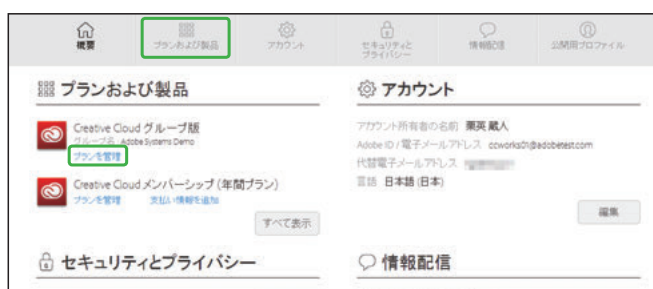 概要
プランおよび製品
アカウント
セキュリティと
プライバシー
情報配信
公開用プロファイル
プランおよび製品
Creative Cloud グループ版
グループ名 Adobe Systems Demo
プランを管理
Creative Cloud メンバーシップ (年間プラン)
プランを管理 支払い情報を追加
すべて表示
アカウント
アカウント所有者の名前 栗英 蔵人
Adobe ID / 電子メールアドレス ccworks01@adobetest.com
代替電子メールアドレス
言語 日本語 (日本)
編集
セキュリティとプライバシー
情報配信